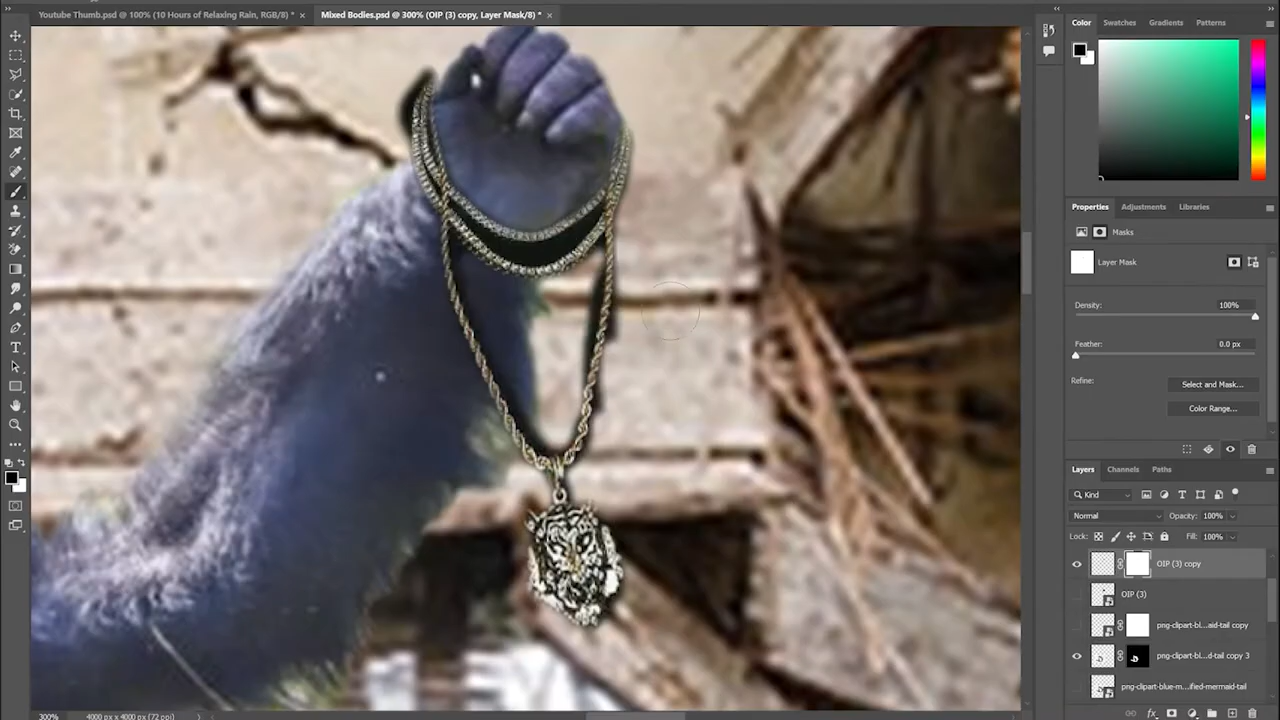 Youtube Thumb.psd @ 100% (10 Hours of Relaxing Rain, RGB/8) * ×
Mixed Bodies.psd @ 300% (OIP (3) copy, Layer Mask/8) * ×
Color Swatches Gradients Patterns
Properties Adjustments Libraries
Masks
Layer Mask
Density: 100%
Feather: 0.0 px
Refine: Select and Mask...
Color Range...
Layers Channels Paths
Kind
Normal Opacity: 100%
Lock: Fill: 100%
OIP (3) copy
OIP (3)
png-clipart-bl...aid-tail copy
png-clipart-bl...d-tail copy 3
png-clipart-blue-m...ified-mermaid-tail
300% 4000 px x 4000 px (72 ppi)